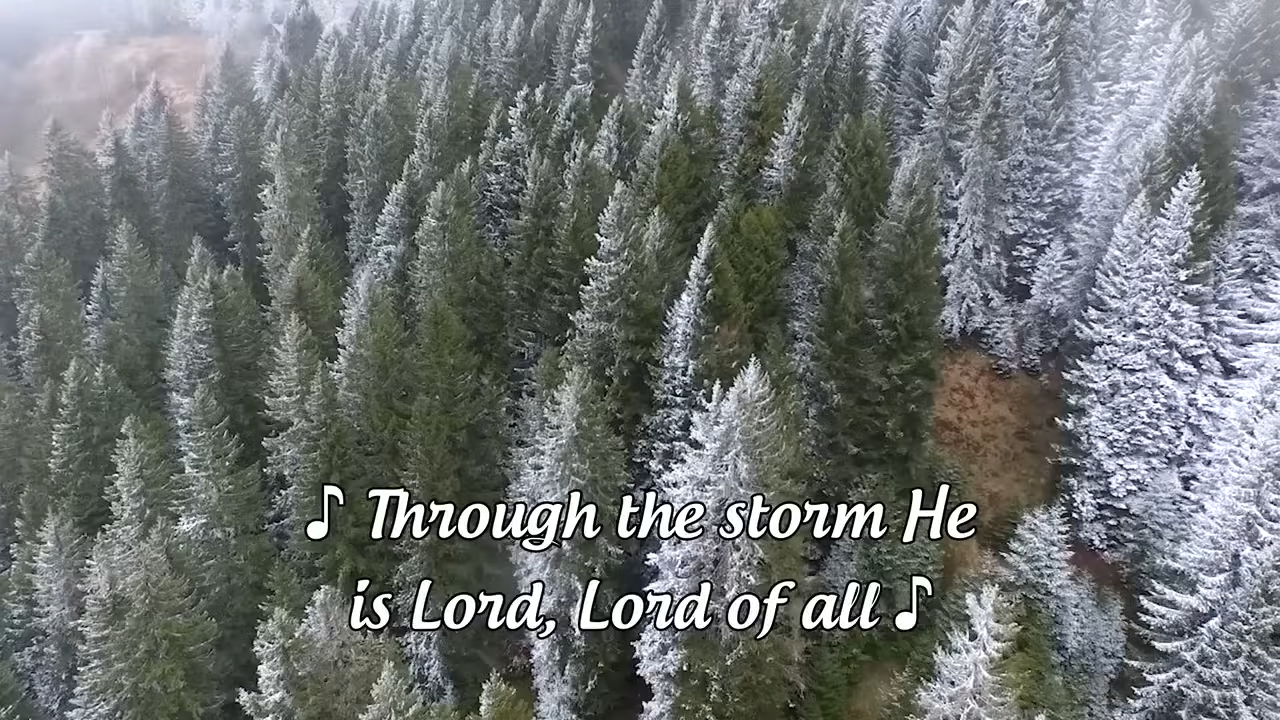 ♪ Through the storm He
is Lord, Lord of all ♪